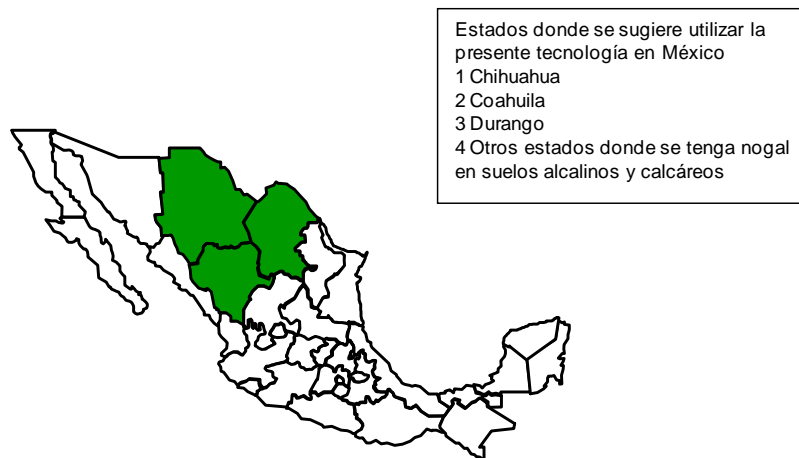 Estados donde se sugiere utilizar la
presente tecnología en México
1 Chihuahua
2 Coahuila
3 Durango
4 Otros estados donde se tenga nogal
en suelos alcalinos y calcáreos